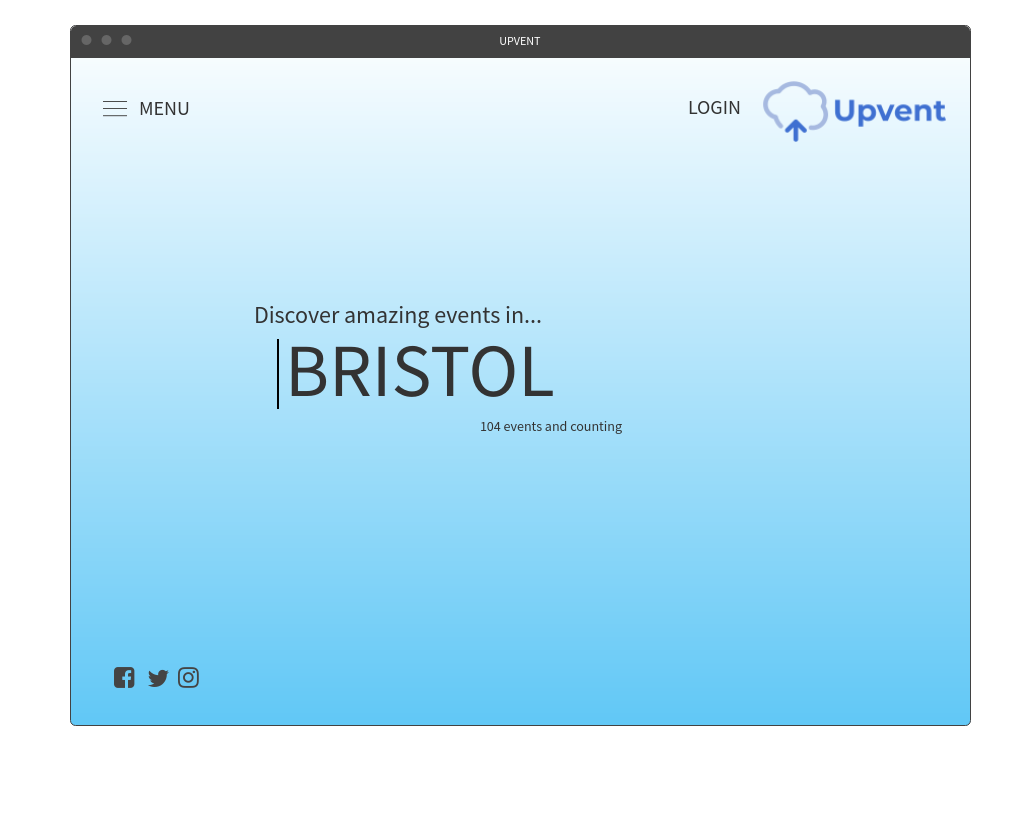 UPVENT
MENU
LOGIN
Upvent
Discover amazing events in...
BRISTOL
104 events and counting